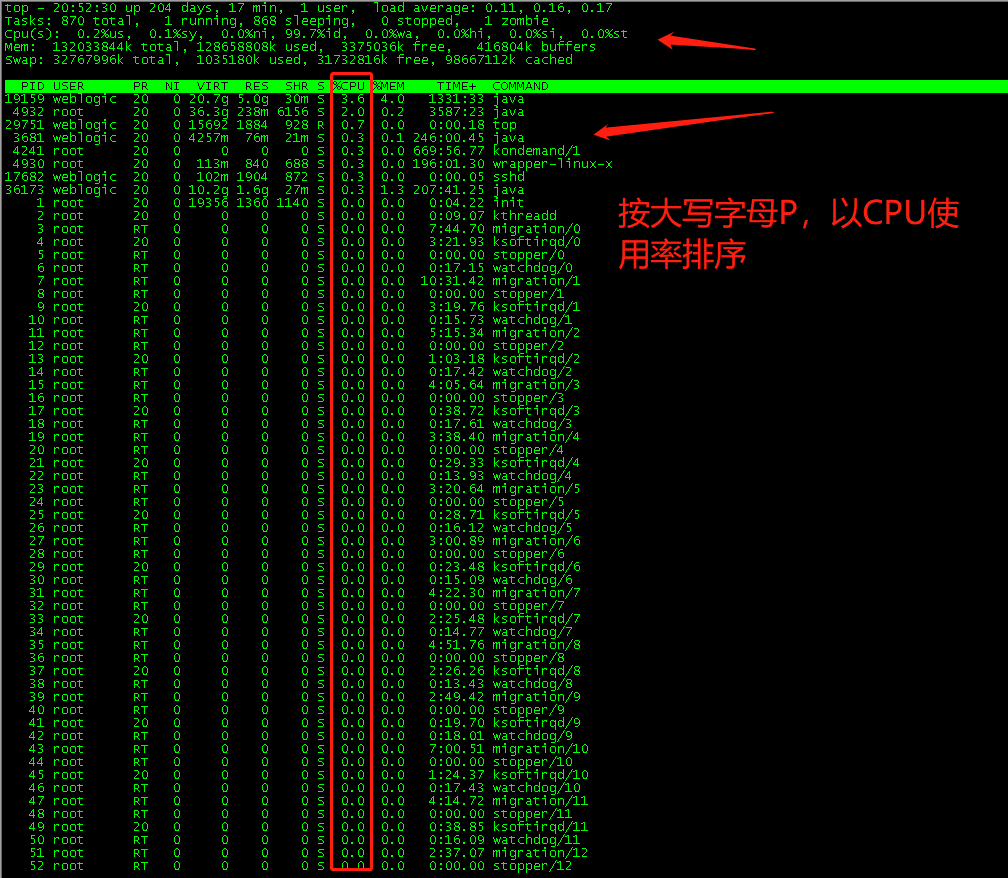 top - 20:52:30 up 204 days, 17 min,  1 user,  load average: 0.11, 0.16, 0.17
Tasks: 870 total,   1 running, 868 sleeping,   0 stopped,   1 zombie
Cpu(s):  0.2%us,  0.1%sy,  0.0%ni, 99.7%id,  0.0%wa,  0.0%hi,  0.0%si,  0.0%st
Mem:  132033844k total, 128658808k used,  3375036k free,   416804k buffers
Swap: 32767996k total,  1035180k used, 31732816k free, 98667112k cached
PID USER      PR  NI  VIRT  RES  SHR S %CPU %MEM    TIME+  COMMAND
19159 weblogic  20   0 20.7g 5.0g  30m S  3.6  4.0   1331:33 java
4932 root      20   0 36.3g 238m 6156 S  2.0  0.2   3587:23 java
29751 weblogic  20   0 15692 1884  928 R  0.7  0.0   0:00.18 top
3681 weblogic  20   0 4257m  76m  21m S  0.3  0.1 246:00.45 java
4241 root      20   0     0    0    0 S  0.3  0.0 669:56.77 kondemand/1
4930 root      20   0  113m  840  688 S  0.3  0.0 196:01.30 wrapper-linux-x
17682 weblogic  20   0  102m 1904  872 S  0.3  0.0   0:00.05 sshd
36173 weblogic  20   0 10.2g 1.6g  27m S  0.3  1.3 207:41.25 java
1 root      20   0 19356 1360 1140 S  0.0  0.0   0:04.22 init
2 root      20   0     0    0    0 S  0.0  0.0   0:09.07 kthreadd
3 root      RT   0     0    0    0 S  0.0  0.0   7:44.70 migration/0
4 root      20   0     0    0    0 S  0.0  0.0   3:21.93 ksoftirqd/0
5 root      RT   0     0    0    0 S  0.0  0.0   0:00.00 stopper/0
6 root      RT   0     0    0    0 S  0.0  0.0   0:17.15 watchdog/0
7 root      RT   0     0    0    0 S  0.0  0.0  10:31.42 migration/1
8 root      RT   0     0    0    0 S  0.0  0.0   0:00.00 stopper/1
9 root      20   0     0    0    0 S  0.0  0.0   3:19.76 ksoftirqd/1
10 root      RT   0     0    0    0 S  0.0  0.0   0:15.73 watchdog/1
11 root      RT   0     0    0    0 S  0.0  0.0   5:15.34 migration/2
12 root      RT   0     0    0    0 S  0.0  0.0   0:00.00 stopper/2
13 root      20   0     0    0    0 S  0.0  0.0   1:03.18 ksoftirqd/2
14 root      RT   0     0    0    0 S  0.0  0.0   0:17.42 watchdog/2
15 root      RT   0     0    0    0 S  0.0  0.0   4:05.64 migration/3
16 root      RT   0     0    0    0 S  0.0  0.0   0:00.00 stopper/3
17 root      20   0     0    0    0 S  0.0  0.0   0:38.72 ksoftirqd/3
18 root      RT   0     0    0    0 S  0.0  0.0   0:17.61 watchdog/3
19 root      RT   0     0    0    0 S  0.0  0.0   3:38.40 migration/4
20 root      RT   0     0    0    0 S  0.0  0.0   0:00.00 stopper/4
21 root      20   0     0    0    0 S  0.0  0.0   0:29.33 ksoftirqd/4
22 root      RT   0     0    0    0 S  0.0  0.0   0:13.93 watchdog/4
23 root      RT   0     0    0    0 S  0.0  0.0   3:20.64 migration/5
24 root      RT   0     0    0    0 S  0.0  0.0   0:00.00 stopper/5
25 root      20   0     0    0    0 S  0.0  0.0   0:28.71 ksoftirqd/5
26 root      RT   0     0    0    0 S  0.0  0.0   0:16.12 watchdog/5
27 root      RT   0     0    0    0 S  0.0  0.0   3:00.89 migration/6
28 root      RT   0     0    0    0 S  0.0  0.0   0:00.00 stopper/6
29 root      20   0     0    0    0 S  0.0  0.0   0:23.48 ksoftirqd/6
30 root      RT   0     0    0    0 S  0.0  0.0   0:15.09 watchdog/6
31 root      RT   0     0    0    0 S  0.0  0.0   4:22.30 migration/7
32 root      RT   0     0    0    0 S  0.0  0.0   0:00.00 stopper/7
33 root      20   0     0    0    0 S  0.0  0.0   2:25.48 ksoftirqd/7
34 root      RT   0     0    0    0 S  0.0  0.0   0:14.77 watchdog/7
35 root      RT   0     0    0    0 S  0.0  0.0   4:51.76 migration/8
36 root      RT   0     0    0    0 S  0.0  0.0   0:00.00 stopper/8
37 root      20   0     0    0    0 S  0.0  0.0   2:26.26 ksoftirqd/8
38 root      RT   0     0    0    0 S  0.0  0.0   0:13.43 watchdog/8
39 root      RT   0     0    0    0 S  0.0  0.0   2:49.42 migration/9
40 root      RT   0     0    0    0 S  0.0  0.0   0:00.00 stopper/9
41 root      20   0     0    0    0 S  0.0  0.0   0:19.70 ksoftirqd/9
42 root      RT   0     0    0    0 S  0.0  0.0   0:18.01 watchdog/9
43 root      RT   0     0    0    0 S  0.0  0.0   7:00.51 migration/10
44 root      RT   0     0    0    0 S  0.0  0.0   0:00.00 stopper/10
45 root      20   0     0    0    0 S  0.0  0.0   1:24.37 ksoftirqd/10
46 root      RT   0     0    0    0 S  0.0  0.0   0:17.43 watchdog/10
47 root      RT   0     0    0    0 S  0.0  0.0   4:14.72 migration/11
48 root      RT   0     0    0    0 S  0.0  0.0   0:00.00 stopper/11
49 root      20   0     0    0    0 S  0.0  0.0   0:38.85 ksoftirqd/11
50 root      RT   0     0    0    0 S  0.0  0.0   0:16.09 watchdog/11
51 root      RT   0     0    0    0 S  0.0  0.0   2:37.07 migration/12
52 root      RT   0     0    0    0 S  0.0  0.0   0:00.00 stopper/12
按大写字母P，以CPU使
用率排序